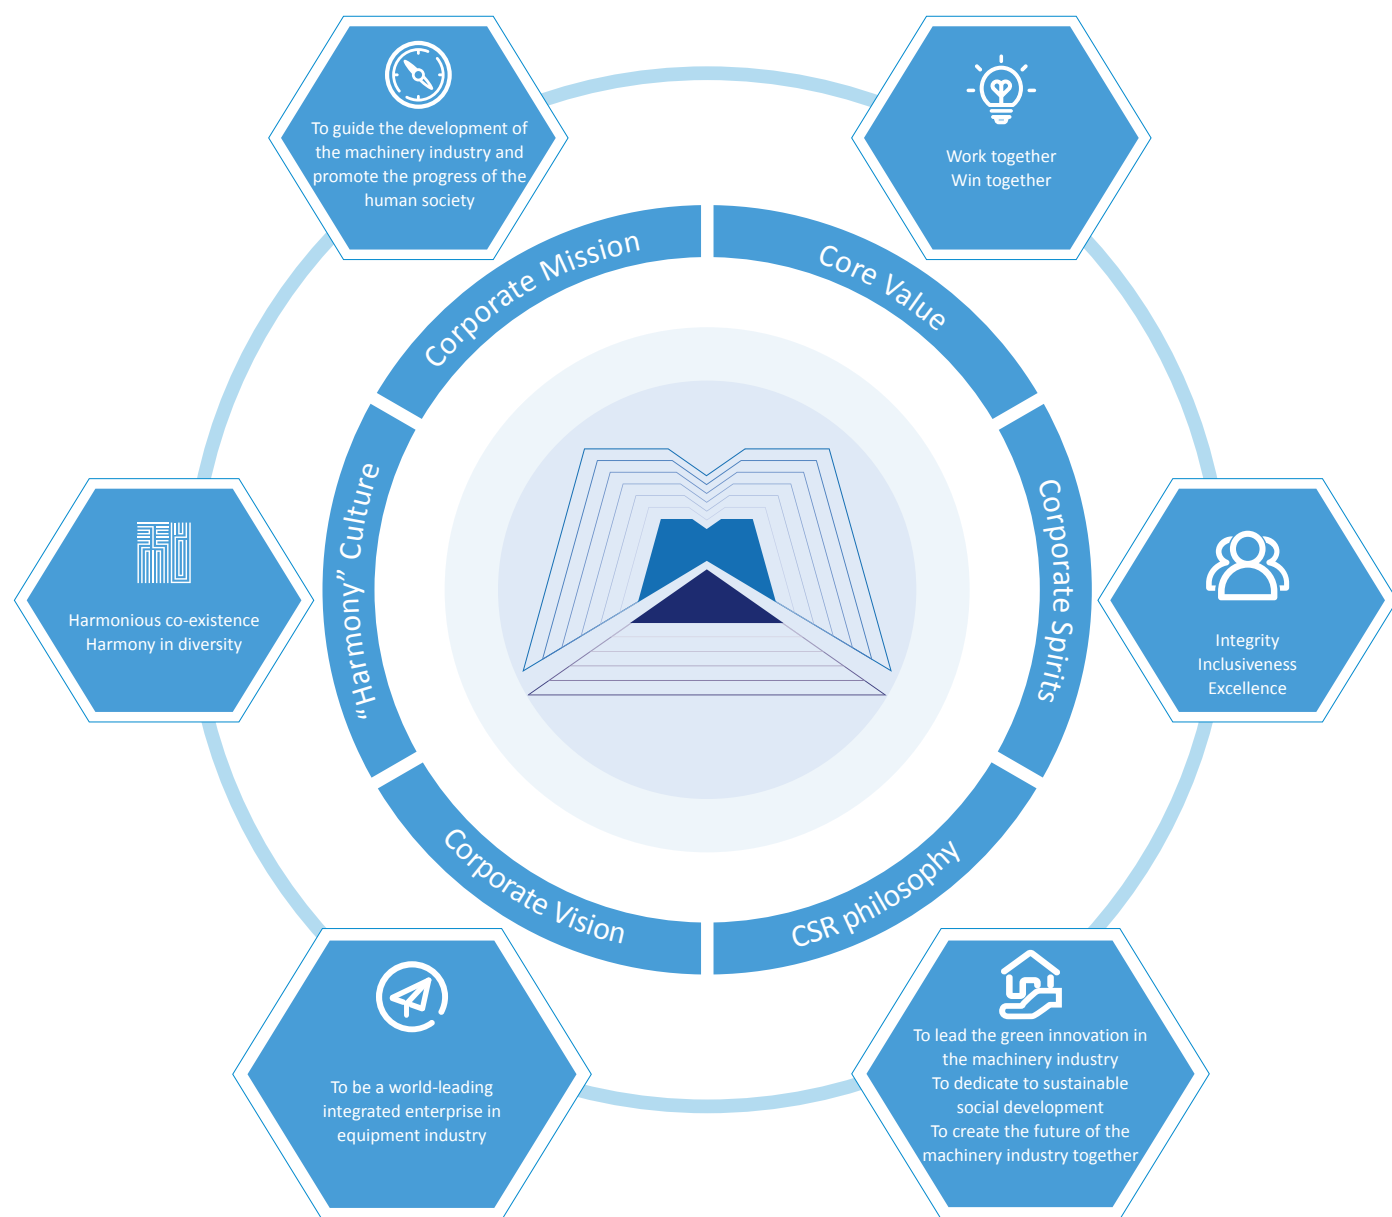 To guide the development of
the machinery industry and
promote the progress of the
human society
Work together
Win together
Corporate Mission
Core Value
"Harmony" Culture
Corporate Spirits
Harmonious co-existence
Harmony in diversity
Integrity
Inclusiveness
Excellence
Corporate Vision
CSR philosophy
To be a world-leading
integrated enterprise in
equipment industry
To lead the green innovation in
the machinery industry
To dedicate to sustainable
social development
To create the future of the
machinery industry together